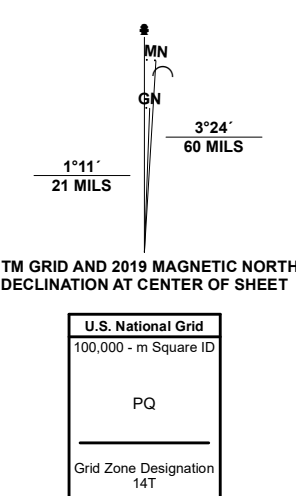 MN
GN
3°24´
60 MILS
1°11´
21 MILS
TM GRID AND 2019 MAGNETIC NORTH
DECLINATION AT CENTER OF SHEET
U.S. National Grid
100,000 - m Square ID
PQ
Grid Zone Designation
14T